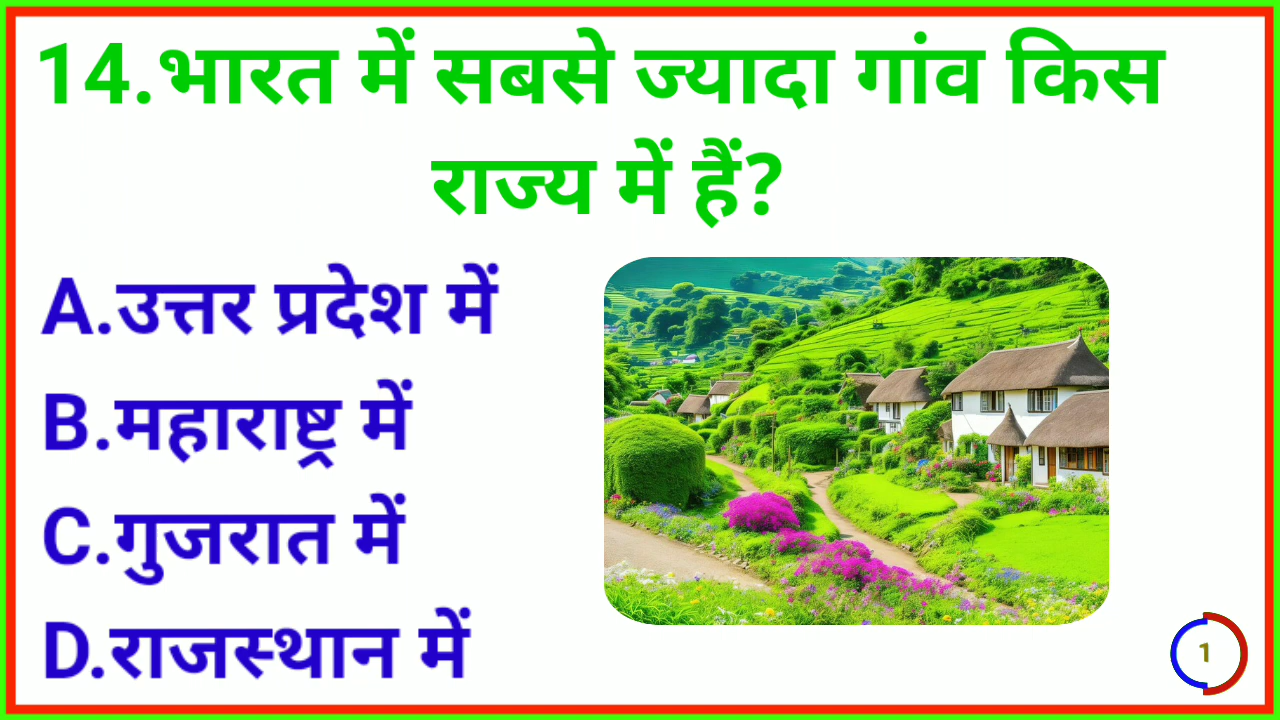 14.भारत में सबसे ज्यादा गांव किस
राज्य में हैं?
A.उत्तर प्रदेश में
B.महाराष्ट्र में
C.गुजरात में
D.राजस्थान में
1